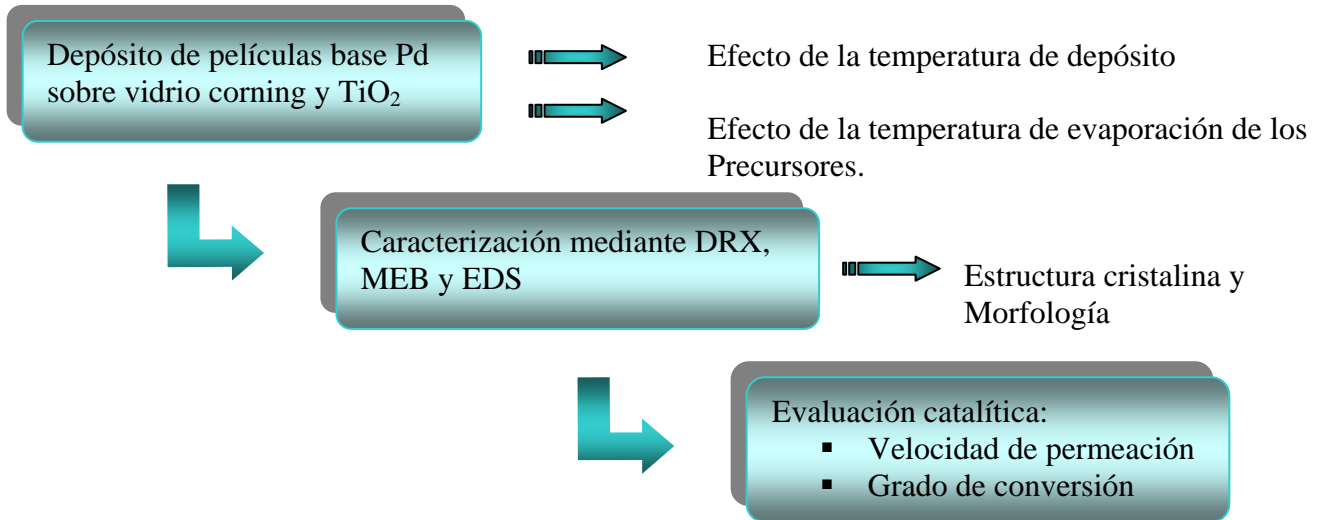 Depósito de películas base Pd
sobre vidrio corning y TiO₂
Efecto de la temperatura de depósito
Efecto de la temperatura de evaporación de los
Precursores.
Caracterización mediante DRX,
MEB y EDS
Estructura cristalina y
Morfología
Evaluación catalítica:
▪ Velocidad de permeación
▪ Grado de conversión